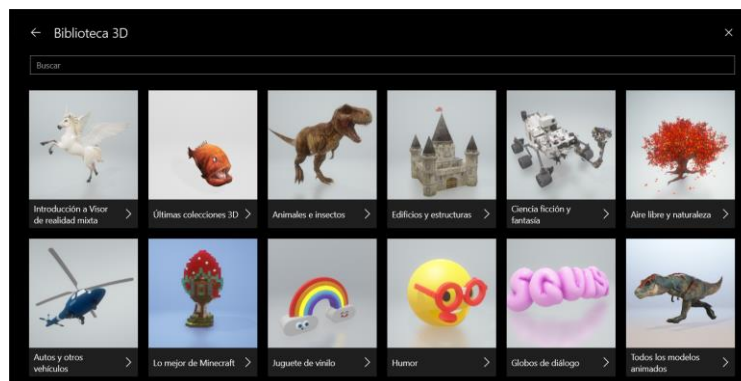 Biblioteca 3D
Buscar
Introducción a Visor
de realidad mixta
Últimas colecciones 3D
Animales e insectos
Edificios y estructuras
Ciencia ficción y
fantasía
Aire libre y naturaleza
SQUIS
Autos y otros
vehículos
Lo mejor de Minecraft
Juguete de vinilo
Humor
Globos de diálogo
Todos los modelos
animados